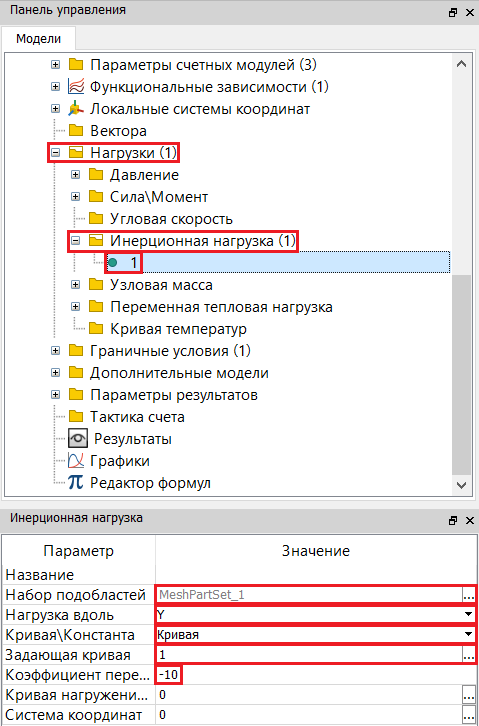 Панель управления
Модели
Параметры счетных модулей (3)
Функциональные зависимости (1)
Локальные системы координат
Вектора
Нагрузки (1)
Давление
Сила\Момент
Угловая скорость
Инерционная нагрузка (1)
1
Узловая масса
Переменная тепловая нагрузка
Кривая температур
Граничные условия (1)
Дополнительные модели
Параметры результатов
Тактика счета
Результаты
Графики
Редактор формул
Инерционная нагрузка
Параметр Значение
Название
Набор подобластей MeshPartSet_1 ...
Нагрузка вдоль Y
Кривая\Константа Кривая
Задающая кривая 1 ...
Коэффициент пере... -10
Кривая нагружени... 0 ...
Система координат 0 ...